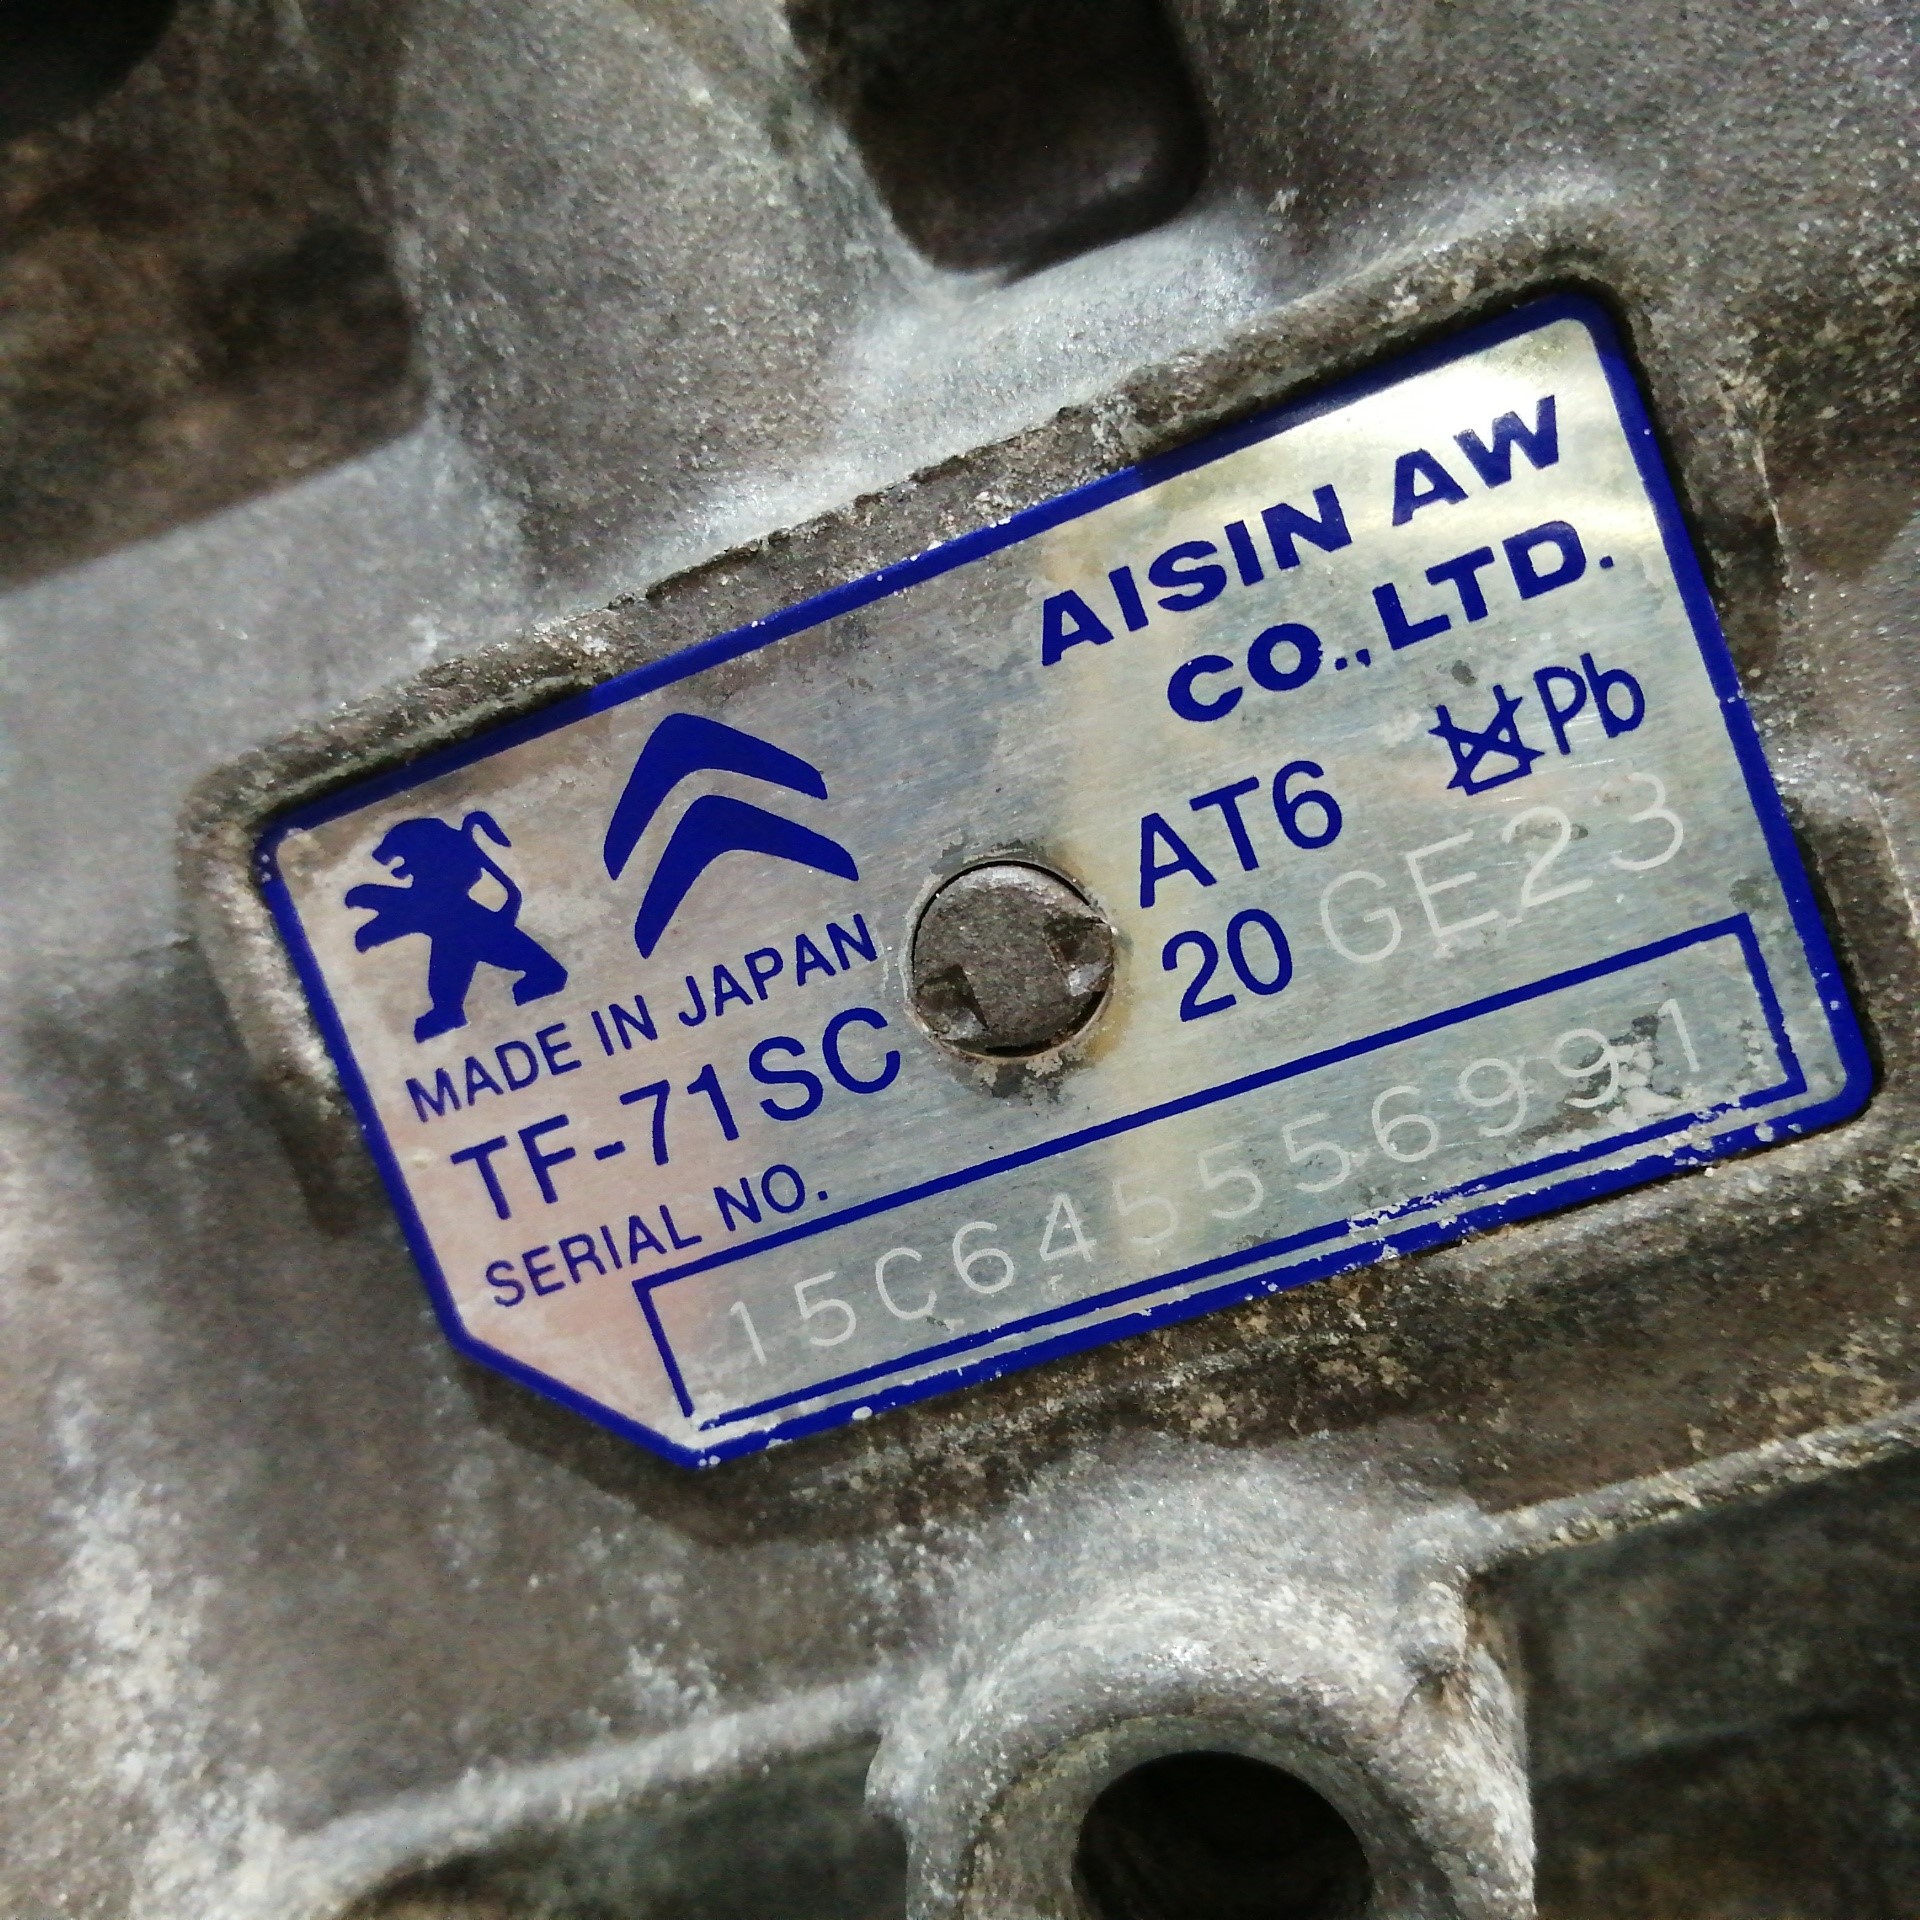 AISIN AW
CO., LTD.
Pb
AT6
20 GE23
MADE IN JAPAN
TF-71SC
SERIAL NO.
15C645556991